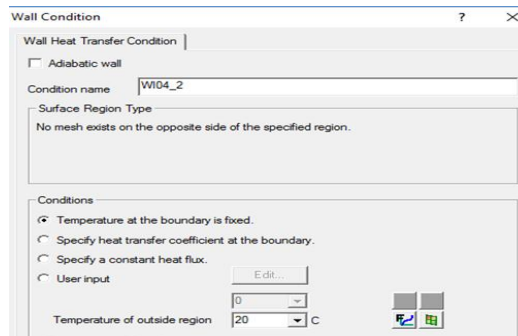 Wall Condition ? ×
Wall Heat Transfer Condition
Adiabatic wall
Condition name WI04_2
Surface Region Type
No mesh exists on the opposite side of the specified region.
Conditions
Temperature at the boundary is fixed.
Specify heat transfer coefficient at the boundary.
Specify a constant heat flux.
User input Edit...
0
Temperature of outside region 20 C